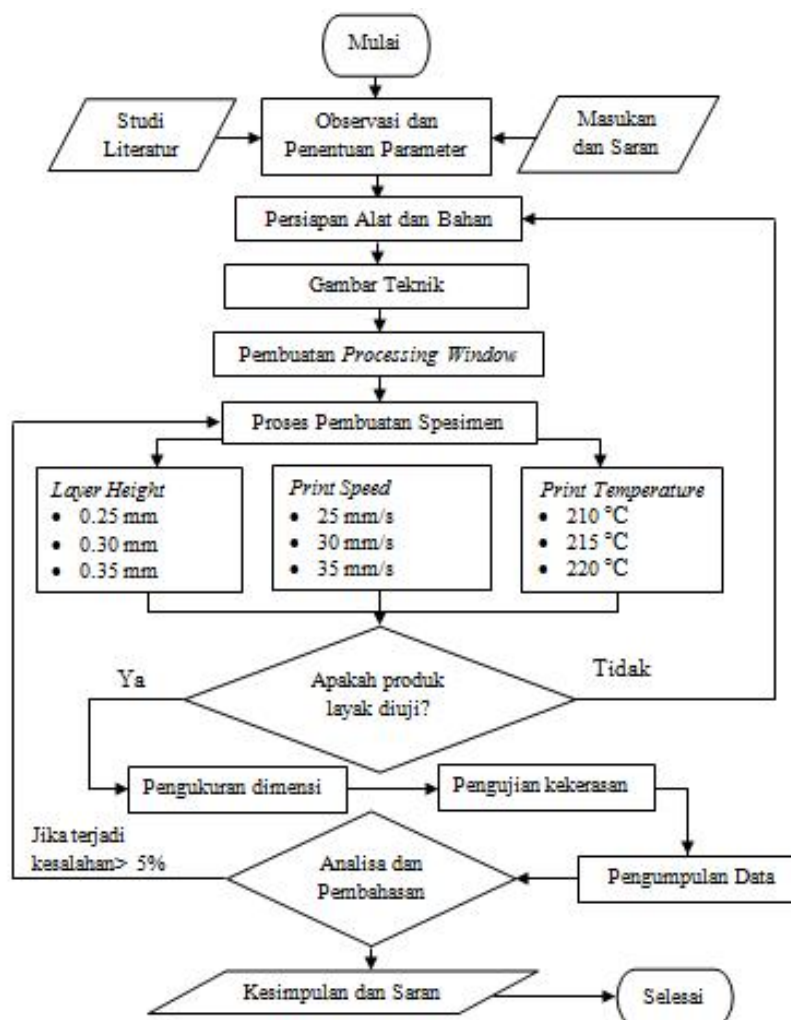 Mulai
Studi
Literatur
Observasi dan
Penentuan Parameter
Masukan
dan Saran
Persiapan Alat dan Bahan
Gambar Teknik
Pembuatan Processing Window
Proses Pembuatan Spesimen
Layer Height
• 0.25 mm
• 0.30 mm
• 0.35 mm
Print Speed
• 25 mm/s
• 30 mm/s
• 35 mm/s
Print Temperature
• 210 °C
• 215 °C
• 220 °C
Ya
Apakah produk
layak diuji?
Tidak
Pengukuran dimensi
Pengujian kekerasan
Jika terjadi
kesalahan> 5%
Analisa dan
Pembahasan
Pengumpulan Data
Kesimpulan dan Saran
Selesai